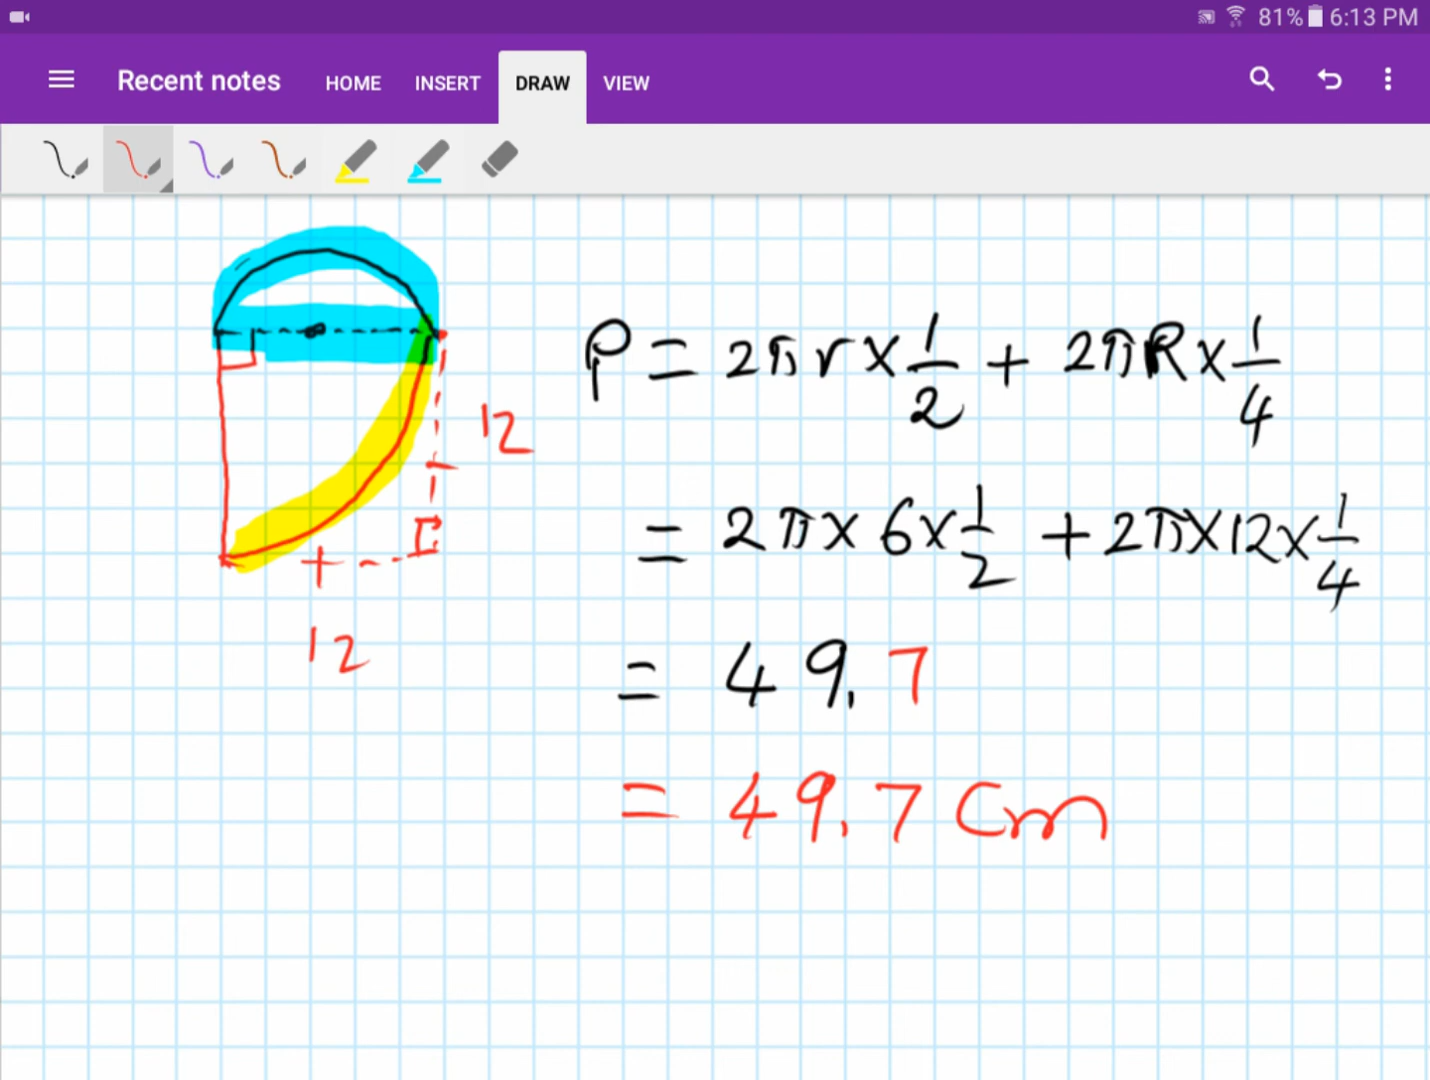 81% 6:13 PM
Recent notes HOME INSERT DRAW VIEW
12
12
P = 2πr × 1/2 + 2πR × 1/4
= 2π × 6 × 1/2 + 2π × 12 × 1/4
= 49.7
= 49.7 cm